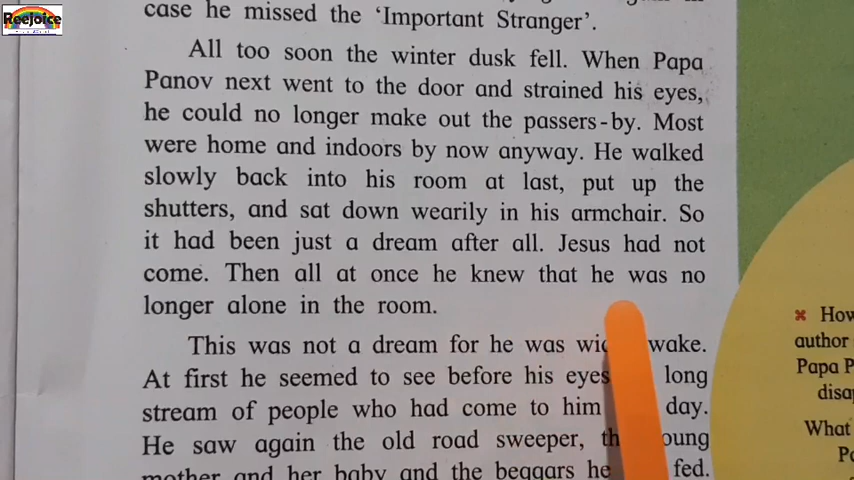 Reejoice
case he missed the 'Important Stranger'.
All too soon the winter dusk fell. When Papa
Panov next went to the door and strained his eyes,
he could no longer make out the passers-by. Most
were home and indoors by now anyway. He walked
slowly back into his room at last, put up the
shutters, and sat down wearily in his armchair. So
it had been just a dream after all. Jesus had not
come. Then all at once he knew that he was no
longer alone in the room.
This was not a dream for he was wake.
At first he seemed to see before his eyes long
stream of people who had come to him day.
He saw again the old road sweeper, oung
mother and her baby and the beggars he fed.
How
author
Papa P
disa
What